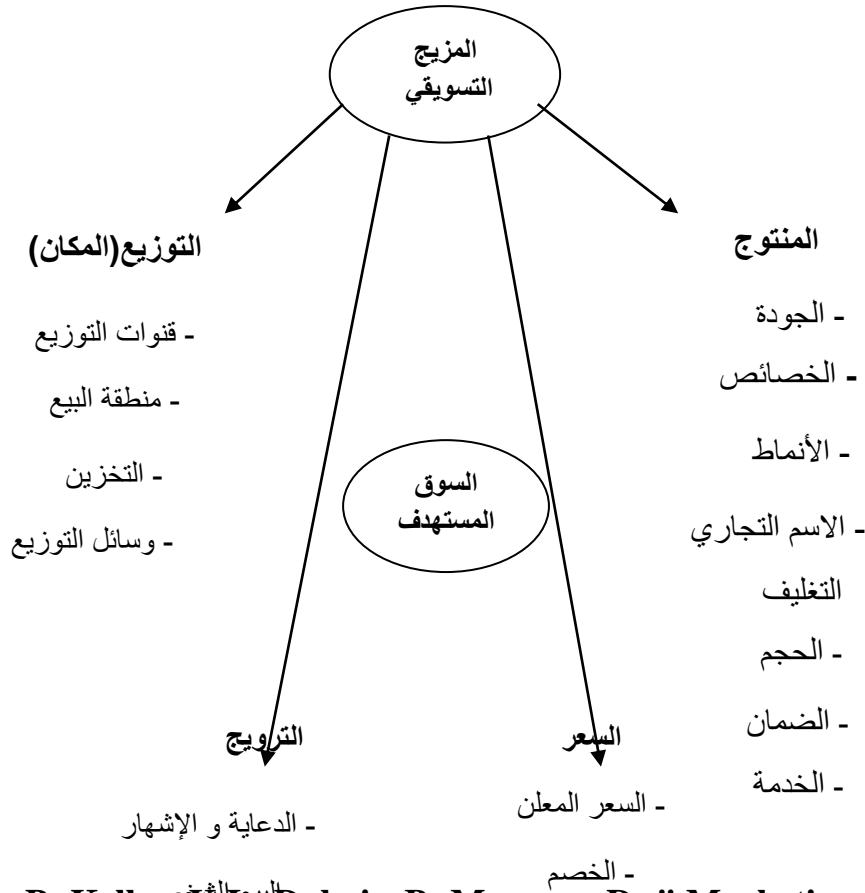 المزيج
التسويقي
المنتوج
- الجودة
- الخصائص
- الأنماط
- الاسم التجاري
التغليف
- الحجم
- الضمان
- الخدمة
التوزيع(المكان)
- قنوات التوزيع
- منطقة البيع
- التخزين
- وسائل التوزيع
السوق
المستهدف
السعر
- السعر المعلن
- الخصم
الترويج
- الدعاية و الإشهار